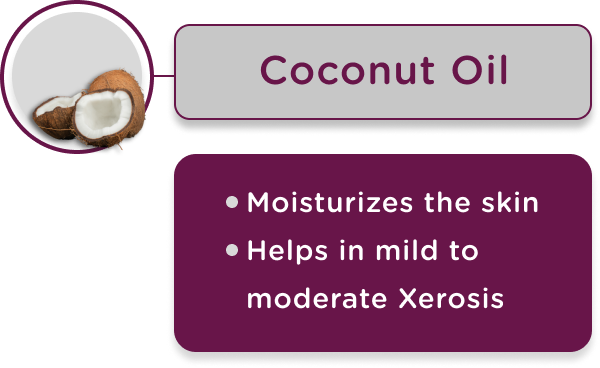 Coconut Oil
Moisturizes the skin
Helps in mild to
moderate Xerosis